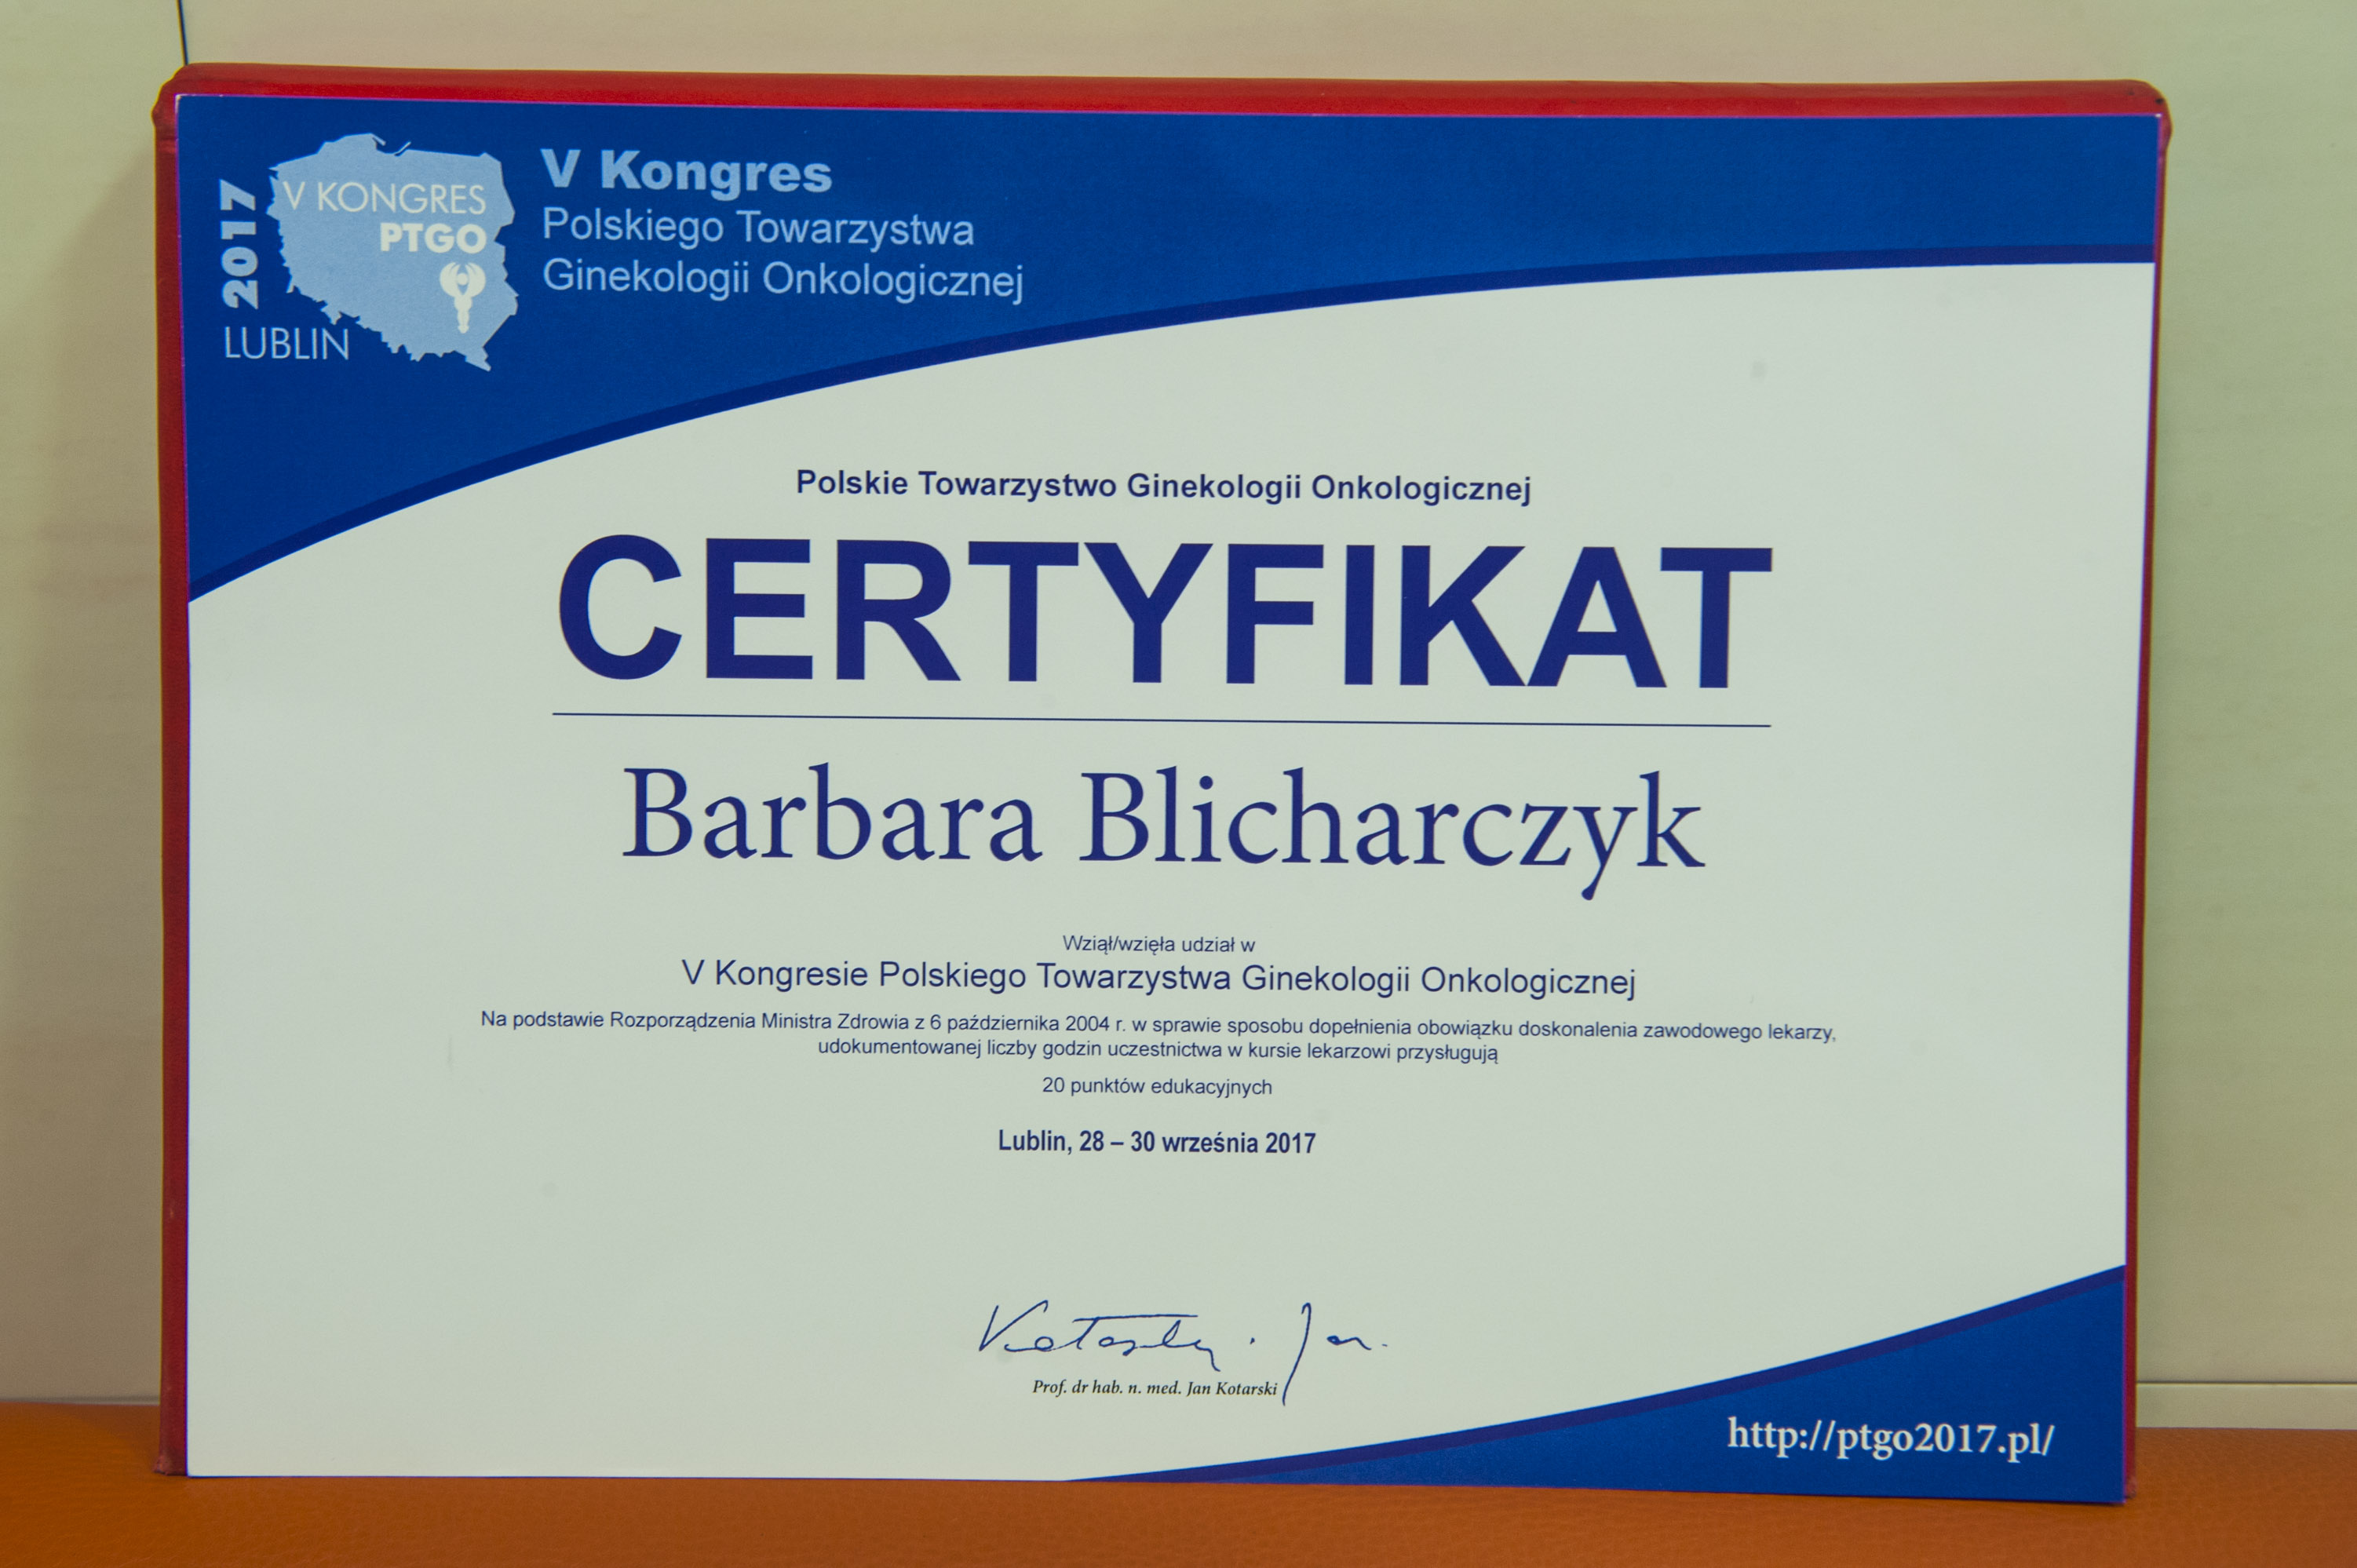 2017
LUBLIN
V KONGRES
PTGO
V Kongres
Polskiego Towarzystwa
Ginekologii Onkologicznej
Polskie Towarzystwo Ginekologii Onkologicznej
CERTYFIKAT
Barbara Blicharczyk
Wziął/wzięła udział w
V Kongresie Polskiego Towarzystwa Ginekologii Onkologicznej
Na podstawie Rozporządzenia Ministra Zdrowia z 6 października 2004 r. w sprawie sposobu dopełnienia obowiązku doskonalenia zawodowego lekarzy,
udokumentowanej liczby godzin uczestnictwa w kursie lekarzowi przysługują
20 punktów edukacyjnych
Lublin, 28 – 30 września 2017
Prof. dr hab. n. med. Jan Kotarski
http://ptgo2017.pl/